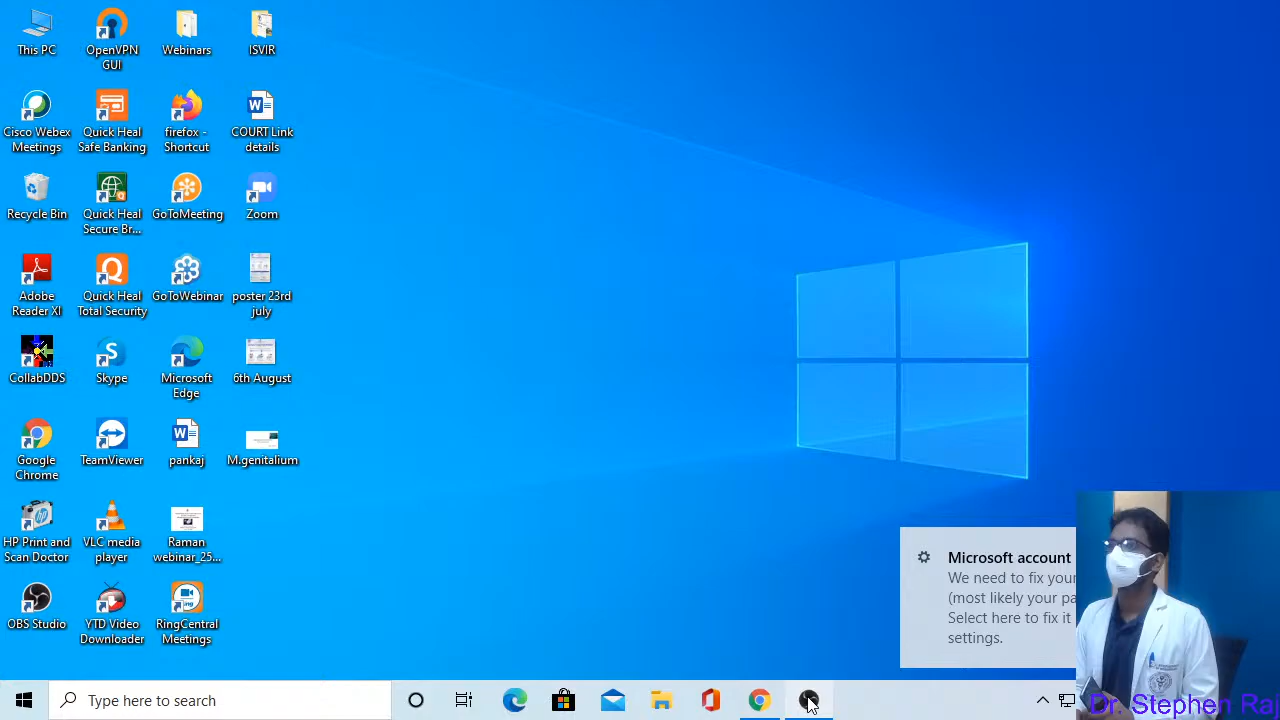 This PC
OpenVPN
GUI
Webinars
ISVIR
Cisco Webex
Meetings
Quick Heal
Safe Banking
firefox -
Shortcut
COURT Link
details
Recycle Bin
Quick Heal
Secure Br...
GoToMeeting
Zoom
Adobe
Reader XI
Quick Heal
Total Security
GoToWebinar
poster 23rd
july
CollabDDS
Skype
Microsoft
Edge
6th August
Google
Chrome
TeamViewer
pankaj
M.genitalium
HP Print and
Scan Doctor
VLC media
player
Raman
webinar_25...
OBS Studio
YTD Video
Downloader
RingCentral
Meetings
Microsoft account
We need to fix your
(most likely your pa
Select here to fix it
settings.
Type here to search
Dr. Stephen Raj